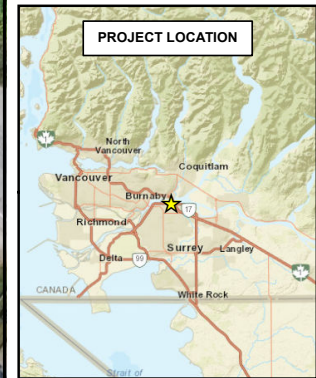 PROJECT LOCATION
North
Vancouver
Coquitlam
Vancouver
Burnaby
17
Richmond
Surrey
Langley
Delta
99
CANADA
White Rock
Strait of